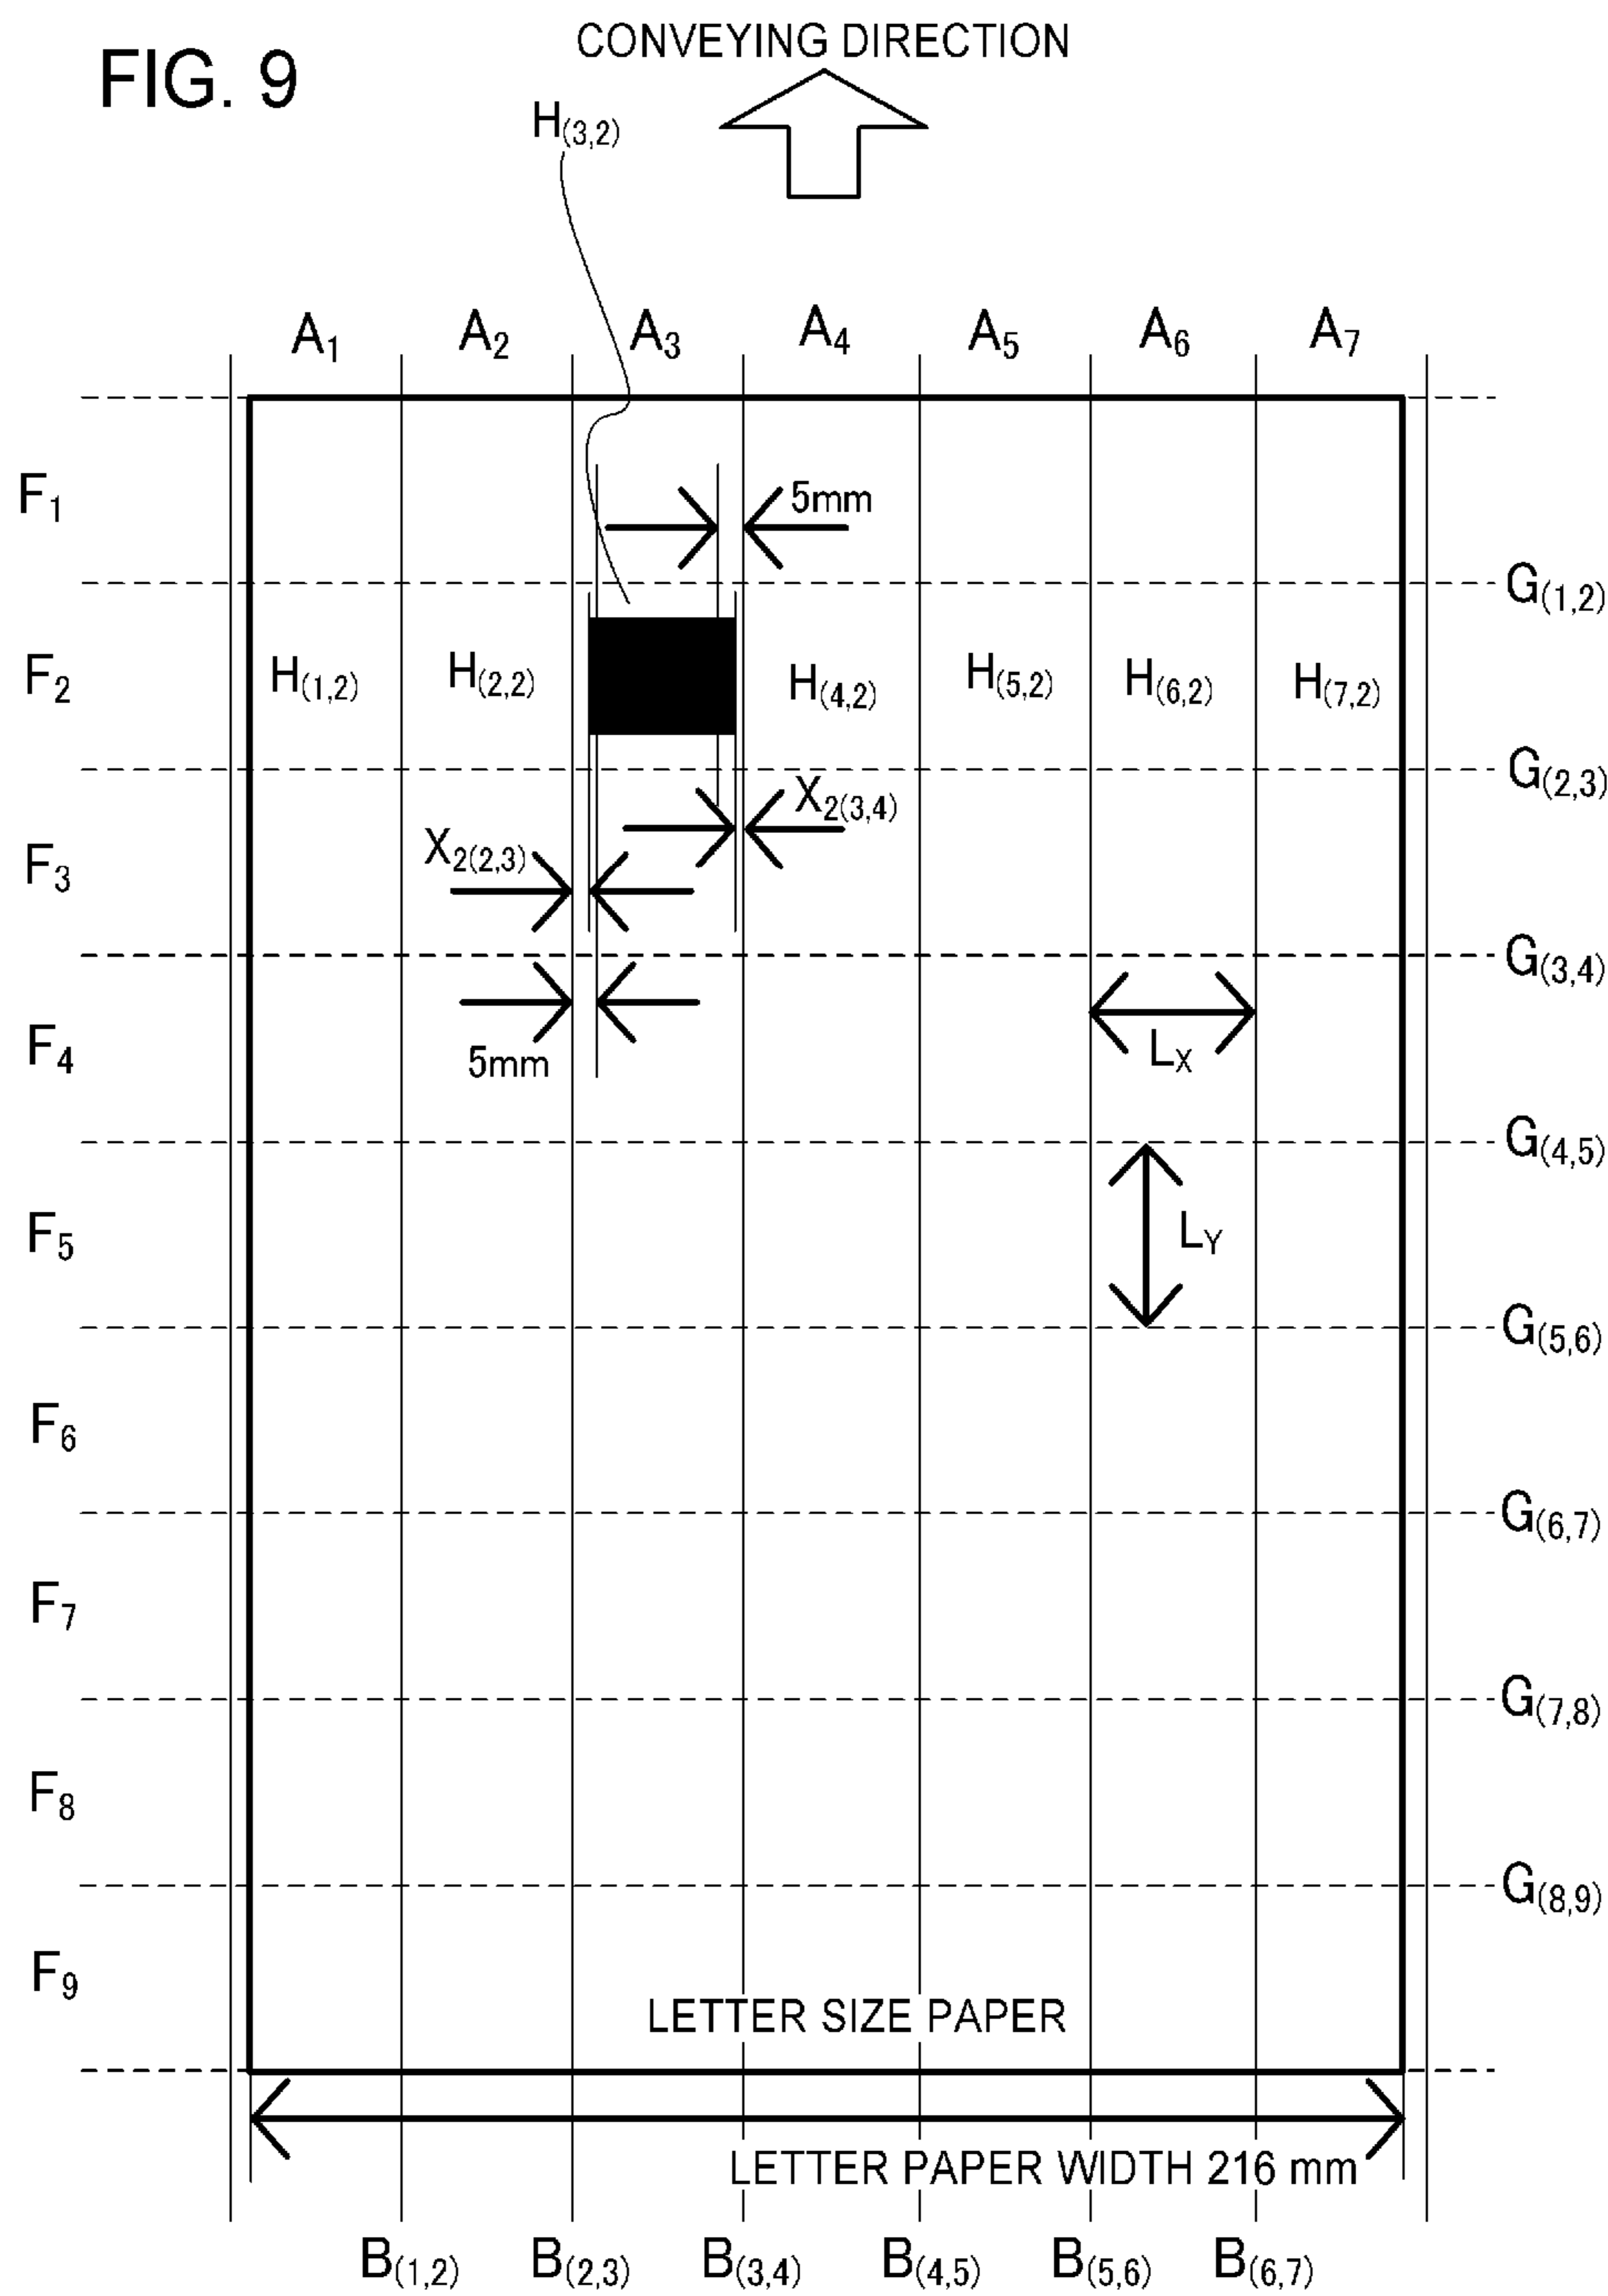 FIG. 9
CONVEYING DIRECTION
H(3,2)
A1 A2 A3 A4 A5 A6 A7
F1
5mm
G(1,2)
F2
H(1,2) H(2,2) H(4,2) H(5,2) H(6,2) H(7,2)
G(2,3)
X2(3,4)
F3
X2(2,3)
G(3,4)
F4
5mm
LX
G(4,5)
F5
LY
G(5,6)
F6
G(6,7)
F7
G(7,8)
F8
G(8,9)
F9
LETTER SIZE PAPER
LETTER PAPER WIDTH 216 mm
B(1,2) B(2,3) B(3,4) B(4,5) B(5,6) B(6,7)